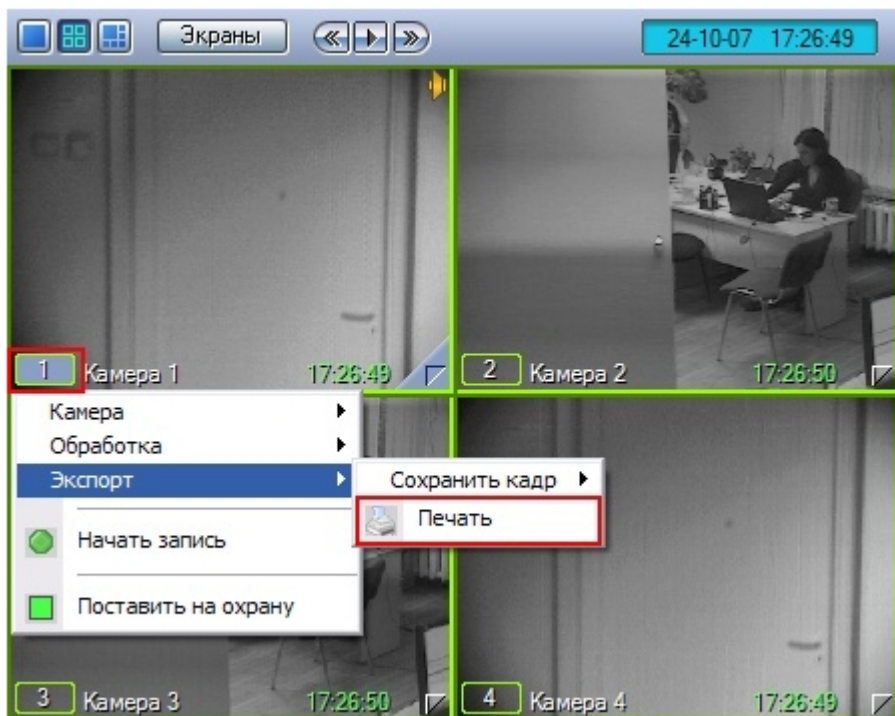 Экраны
24-10-07 17:26:49
1 Камера 1 17:26:49
2 Камера 2 17:26:50
Камера
Обработка
Экспорт
Сохранить кадр
Печать
Начать запись
Поставить на охрану
3 Камера 3 17:26:50
4 Камера 4 17:26:49